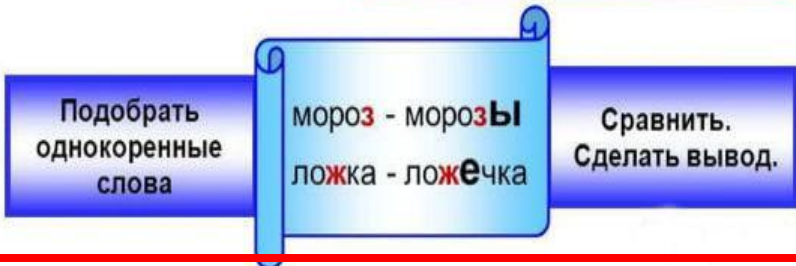 Подобрать
однокоренные
слова
мороз - морозы
ложка - ложечка
Сравнить.
Сделать вывод.